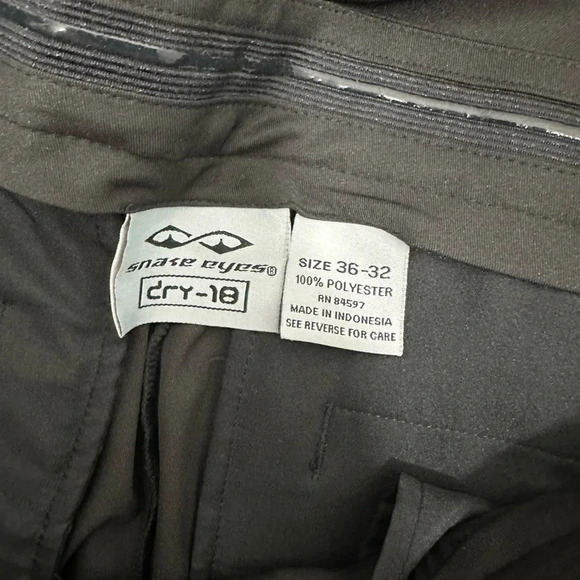 snake eyes®
dry-18
SIZE 36-32
100% POLYESTER
RN 84597
MADE IN INDONESIA
SEE REVERSE FOR CARE